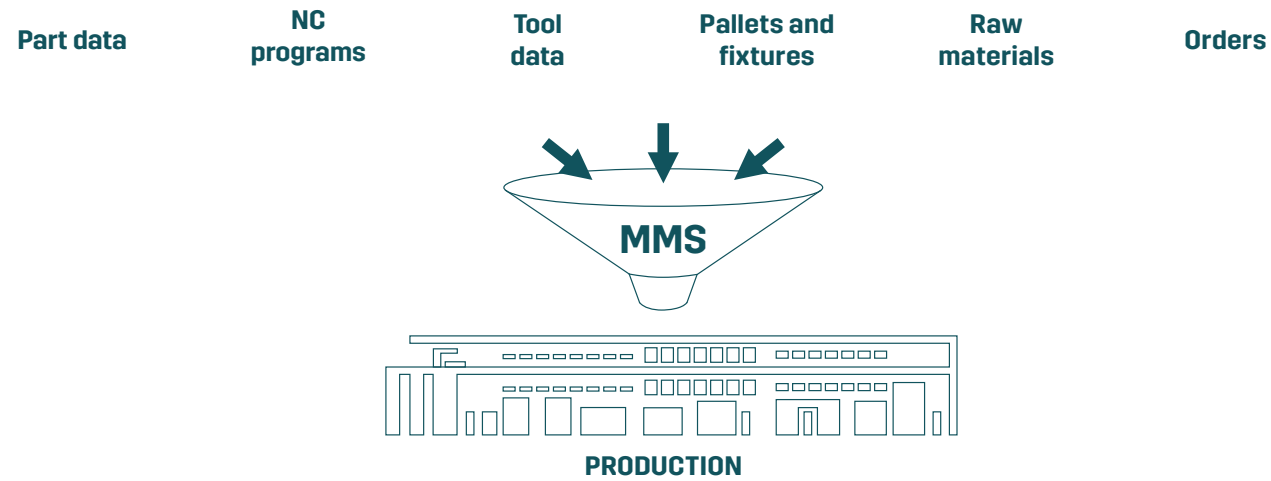 Part data
NC
programs
Tool
data
Pallets and
fixtures
Raw
materials
Orders
MMS
PRODUCTION